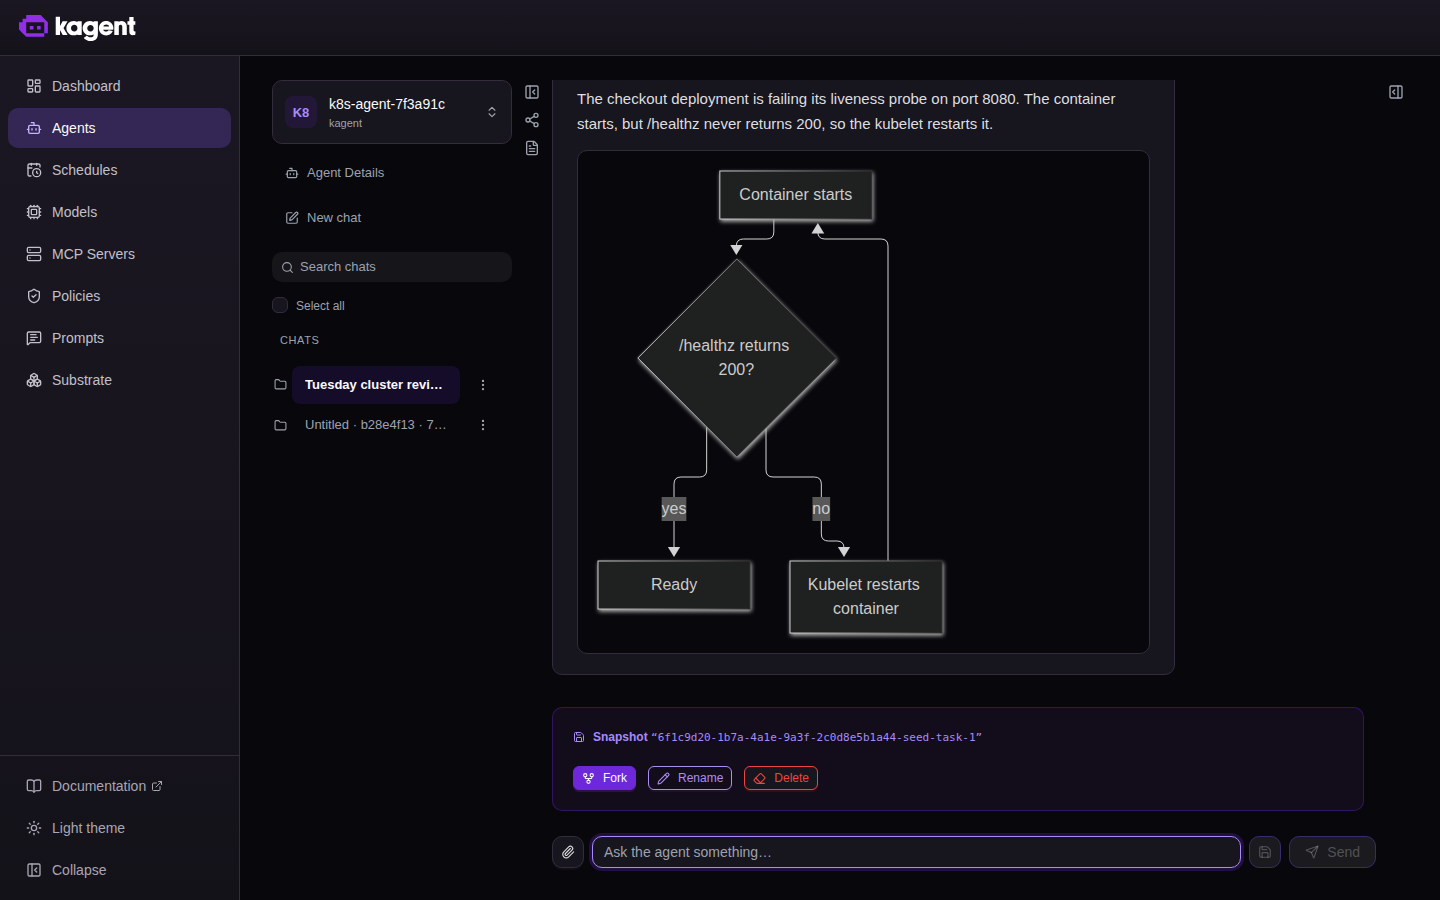 kagent
Dashboard
Agents
Schedules
Models
MCP Servers
Policies
Prompts
Substrate
Documentation
Light theme
Collapse
K8
k8s-agent-7f3a91c
kagent
Agent Details
New chat
Search chats
Select all
CHATS
Tuesday cluster revi…
Untitled · b28e4f13 · 7…
The checkout deployment is failing its liveness probe on port 8080. The container
starts, but /healthz never returns 200, so the kubelet restarts it.
Container starts
/healthz returns
200?
yes
no
Ready
Kubelet restarts
container
Snapshot “6f1c9d20-1b7a-4a1e-9a3f-2c0d8e5b1a44-seed-task-1”
Fork
Rename
Delete
Ask the agent something…
Send